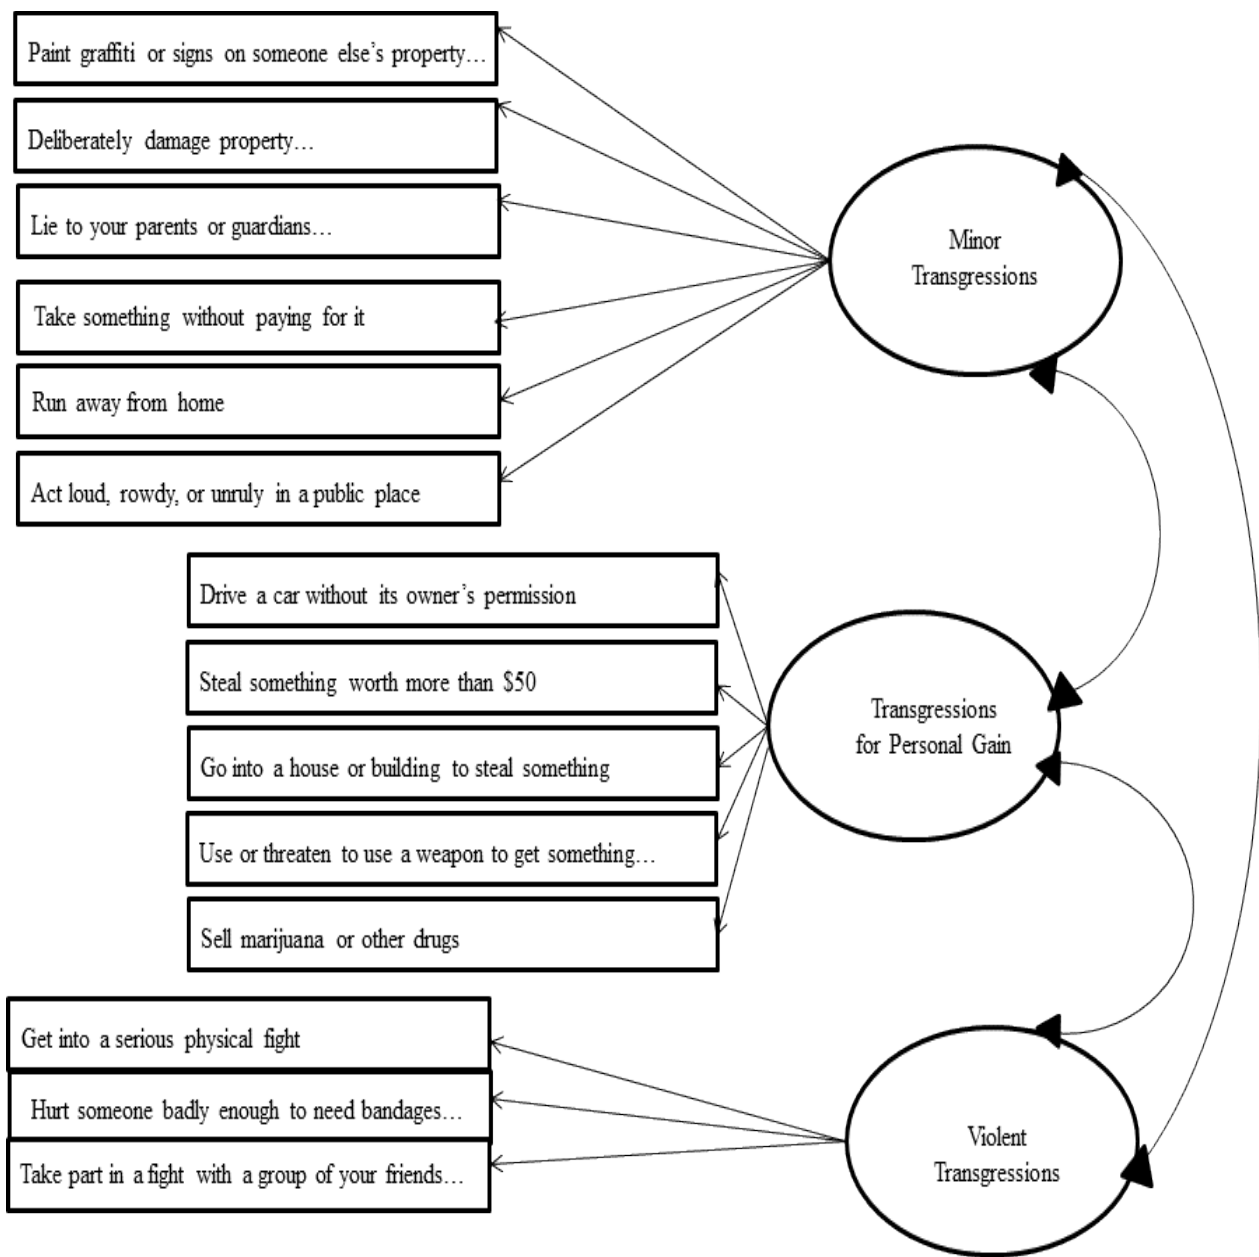 Paint graffiti or signs on someone else’s property…
Deliberately damage property…
Lie to your parents or guardians…
Take something without paying for it
Run away from home
Act loud, rowdy, or unruly in a public place
Minor
Transgressions
Drive a car without its owner’s permission
Steal something worth more than $50
Go into a house or building to steal something
Use or threaten to use a weapon to get something…
Sell marijuana or other drugs
Transgressions
for Personal Gain
Get into a serious physical fight
Hurt someone badly enough to need bandages…
Take part in a fight with a group of your friends…
Violent
Transgressions